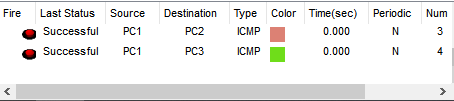 Fire Last Status Source Destination Type Color Time(sec) Periodic Num
Successful PC1 PC2 ICMP 0.000 N 3
Successful PC1 PC3 ICMP 0.000 N 4